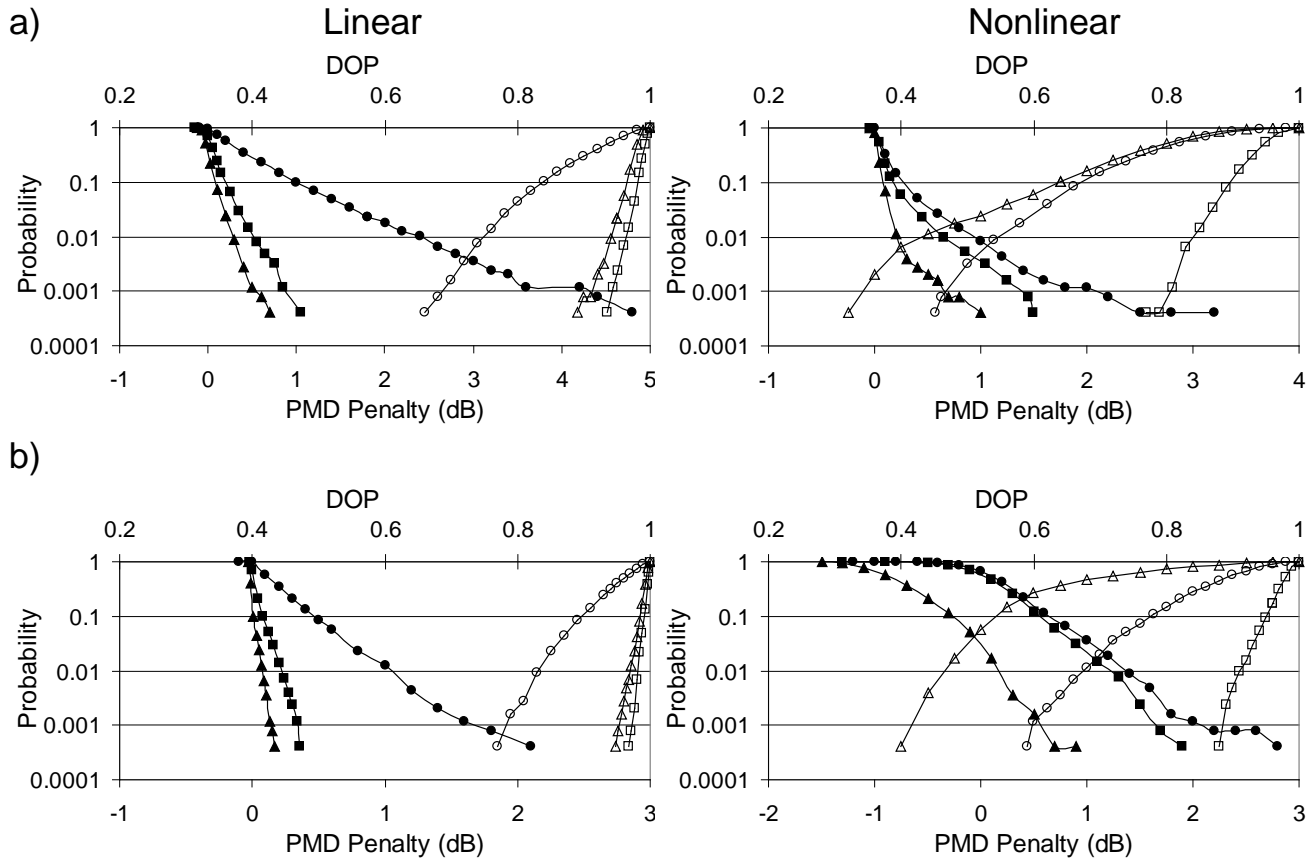 a)
Linear
Nonlinear
DOP
DOP
0.2 0.4 0.6 0.8 1
0.2 0.4 0.6 0.8 1
1
0.1
0.01
0.001
0.0001
Probability
1
0.1
0.01
0.001
0.0001
Probability
-1 0 1 2 3 4 5
-1 0 1 2 3 4
PMD Penalty (dB)
PMD Penalty (dB)
b)
DOP
DOP
0.2 0.4 0.6 0.8 1
0.2 0.4 0.6 0.8 1
1
0.1
0.01
0.001
0.0001
Probability
1
0.1
0.01
0.001
0.0001
Probability
-1 0 1 2 3
-2 -1 0 1 2 3
PMD Penalty (dB)
PMD Penalty (dB)